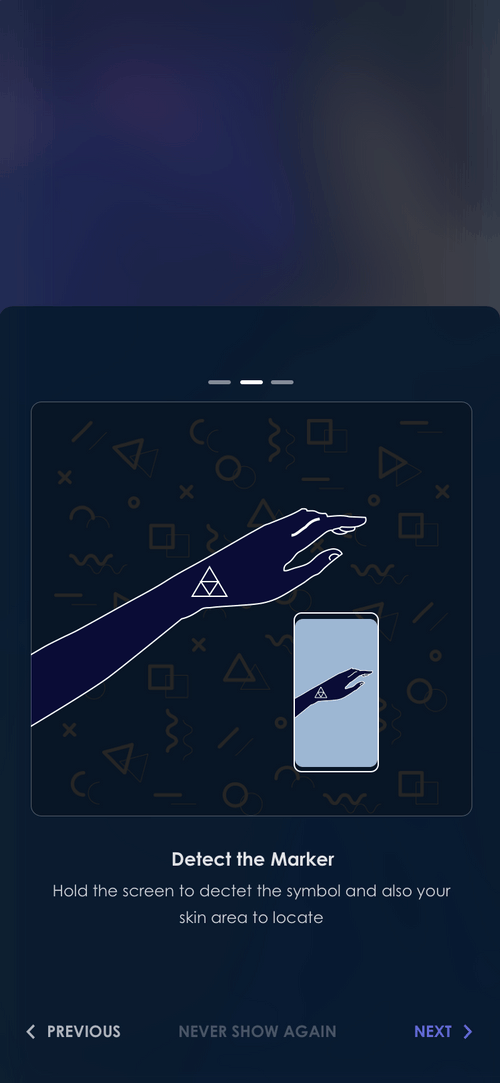 Detect the Marker
Hold the screen to dectet the symbol and also your
skin area to locate
PREVIOUS
NEVER SHOW AGAIN
NEXT